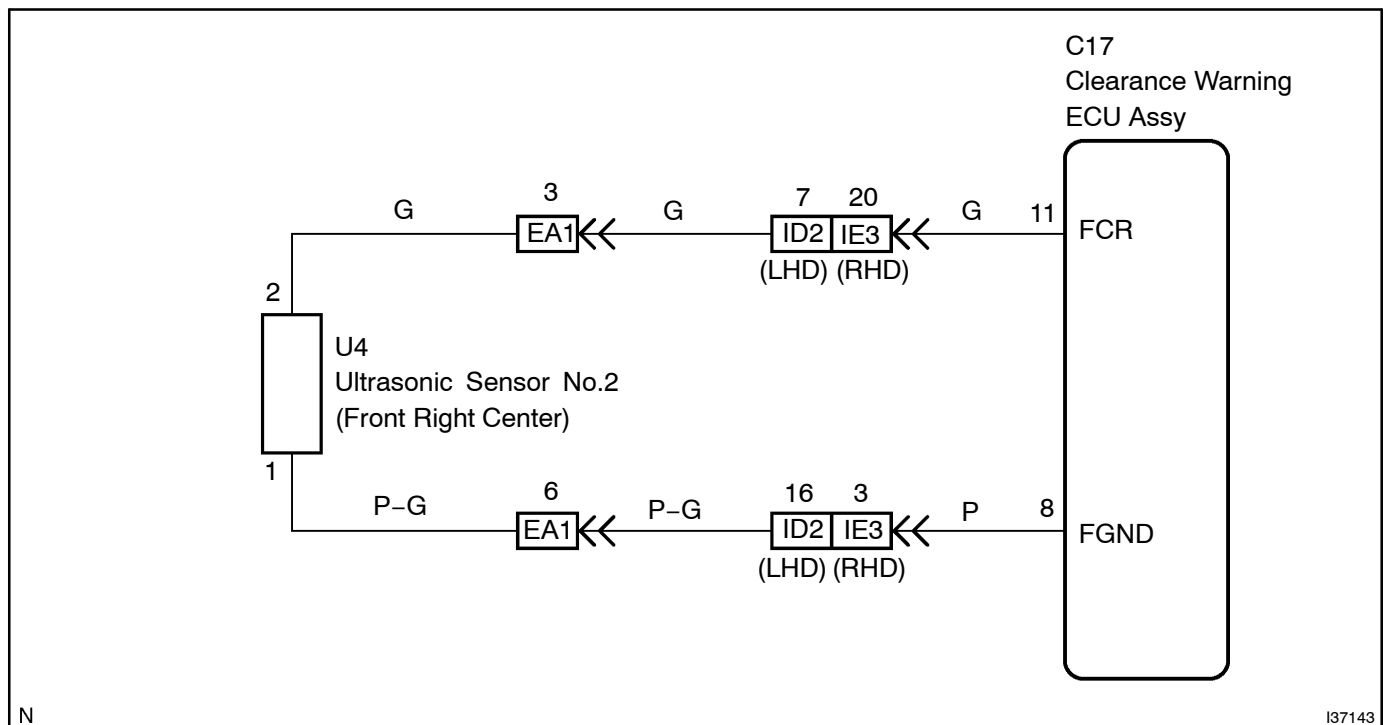 C17
Clearance Warning
ECU Assy
3
7 20
G
G
G
11
EA1
ID2 IE3
FCR
(LHD) (RHD)
2
U4
Ultrasonic Sensor No.2
(Front Right Center)
1
6
16 3
P−G
P−G
P
8
EA1
ID2 IE3
FGND
(LHD) (RHD)
N
I37143